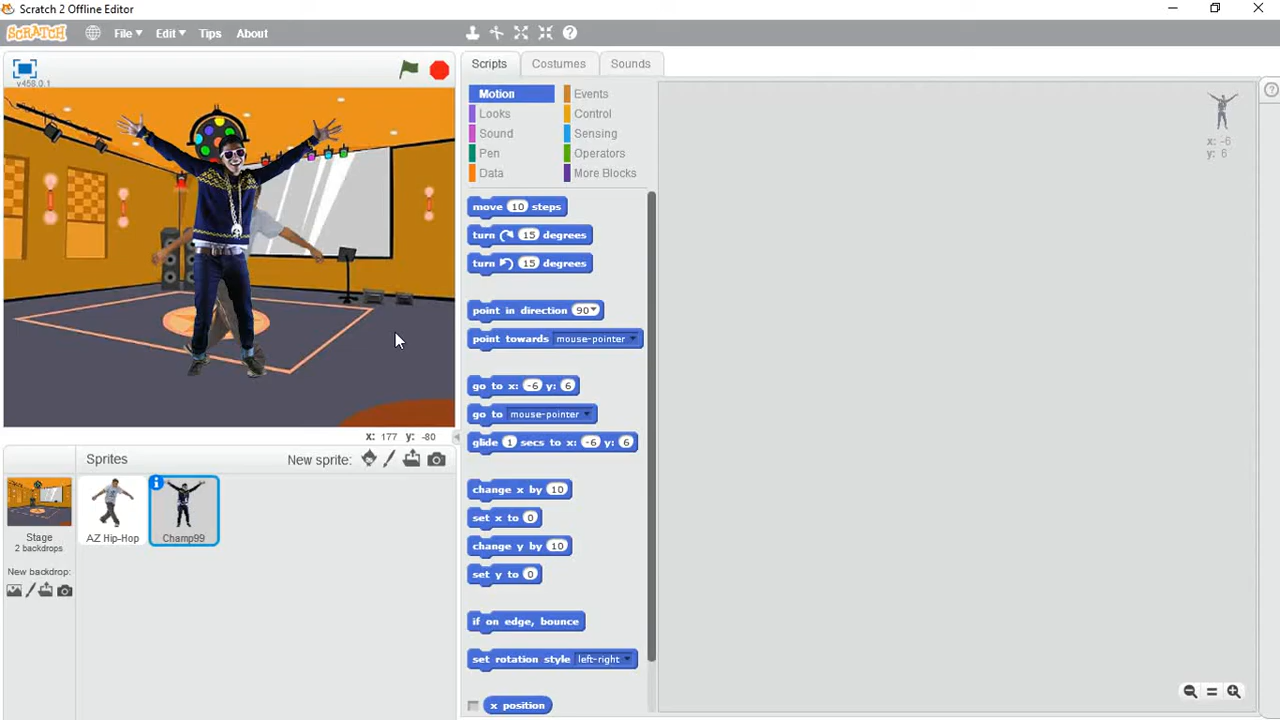 Scratch 2 Offline Editor
SCRATCH File Edit Tips About
v458.0.1
Scripts Costumes Sounds
Motion Events
Looks Control
Sound Sensing
Pen Operators
Data More Blocks
x: -6
y: 6
move 10 steps
turn 15 degrees
turn 15 degrees
point in direction 90
point towards mouse-pointer
go to x: -6 y: 6
go to mouse-pointer
glide 1 secs to x: -6 y: 6
change x by 10
set x to 0
change y by 10
set y to 0
if on edge, bounce
set rotation style left-right
x position
x: 177 y: -80
Sprites New sprite:
Stage
2 backdrops
New backdrop:
AZ Hip-Hop
Champ99